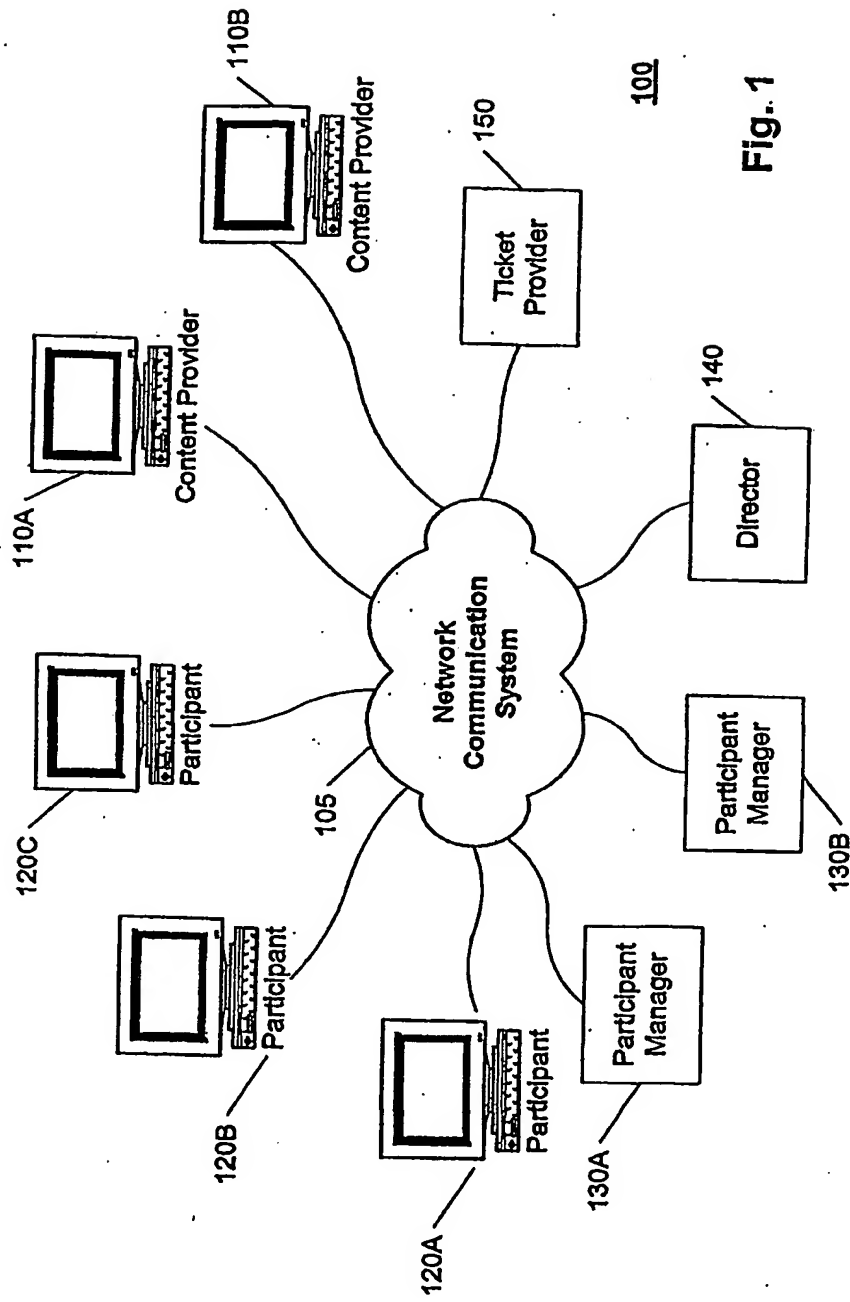 110B
Content Provider
150
Ticket
Provider
100
Fig. 1
110A
Content Provider
140
Director
120C
Participant
105
Network
Communication
System
Participant
Manager
130B
120B
Participant
120A
Participant
Participant
Manager
130A